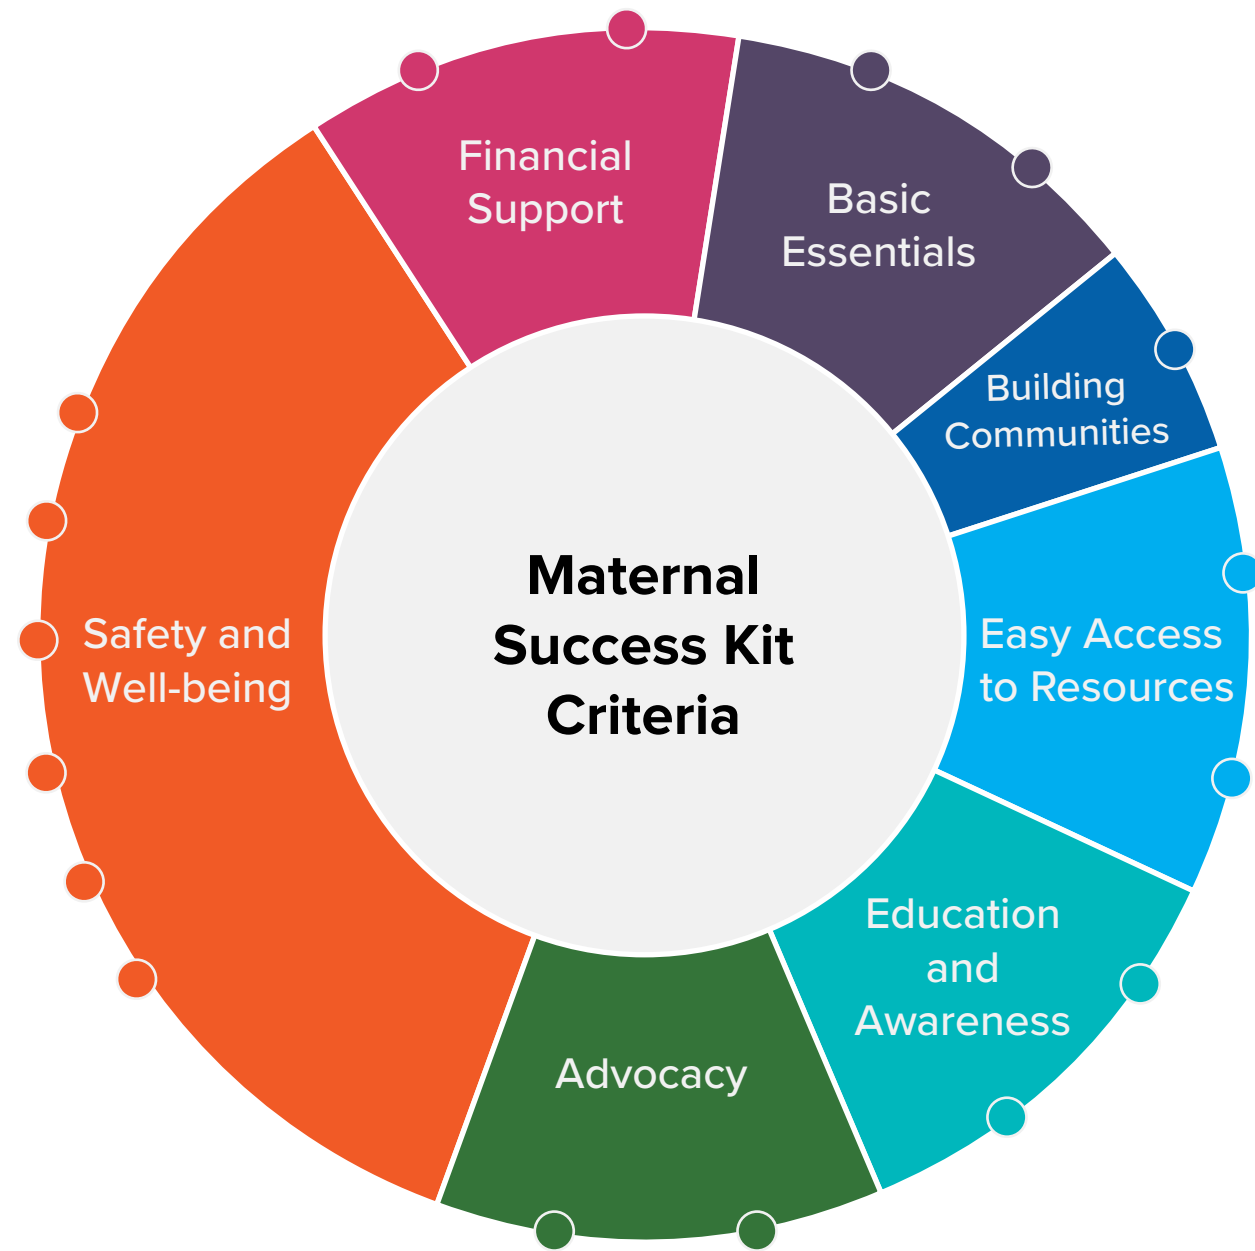 Financial
Support
Basic
Essentials
Building
Communities
Easy Access
to Resources
Education
and
Awareness
Advocacy
Safety and
Well-being
Maternal
Success Kit
Criteria